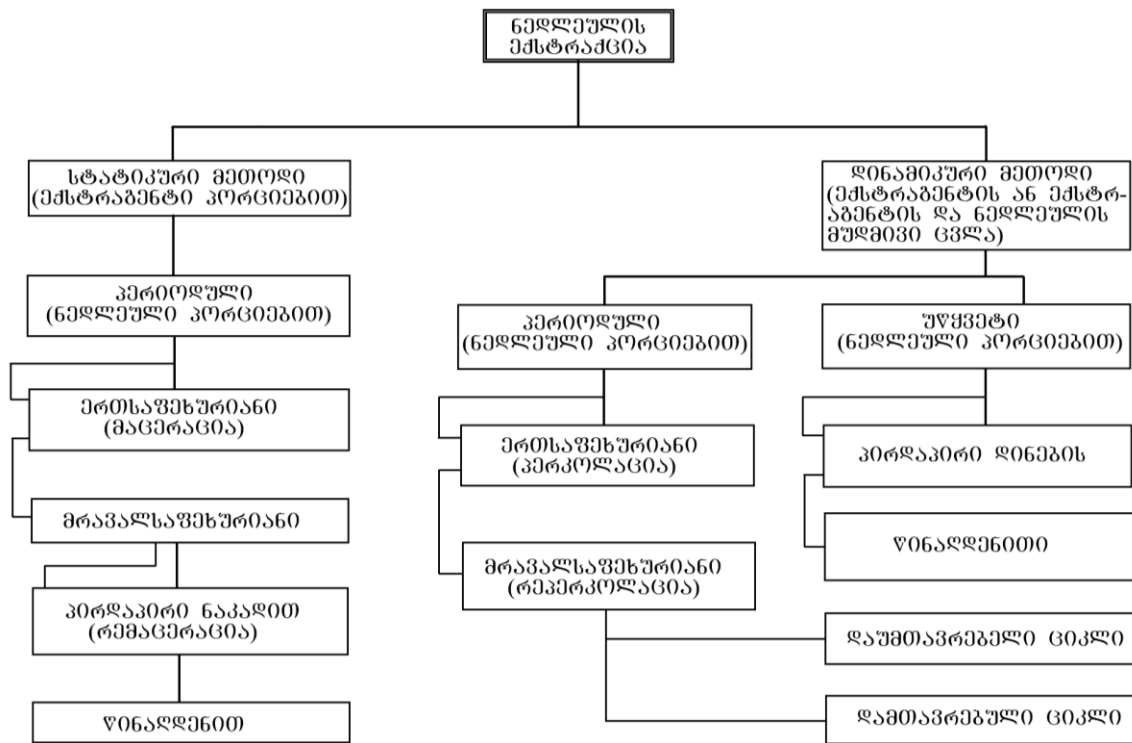 ნედლეულის
ექსტრაქცია
სტატიკური მეთოდი
(ექსტრაგენტი პორციებით)
დინამიკური მეთოდი
(ექსტრაგენტის ან ექსტრ-
აგენტის და ნედლეულის
მუდმივი ცვლა)
პერიოდული
(ნედლეული პორციებით)
პერიოდული
(ნედლეული პორციებით)
უწყვეტი
(ნედლეული პორციებით)
ერთსაფეხურიანი
(მაცერაცია)
ერთსაფეხურიანი
(პერკოლაცია)
პირდაპირი დინების
მრავალსაფეხურიანი
წინაღდენითი
მრავალსაფეხურიანი
(რეპერკოლაცია)
პირდაპირი ნაკადით
(რემაცერაცია)
დაუმთავრებელი ციკლი
წინაღდენით
დამთავრებული ციკლი